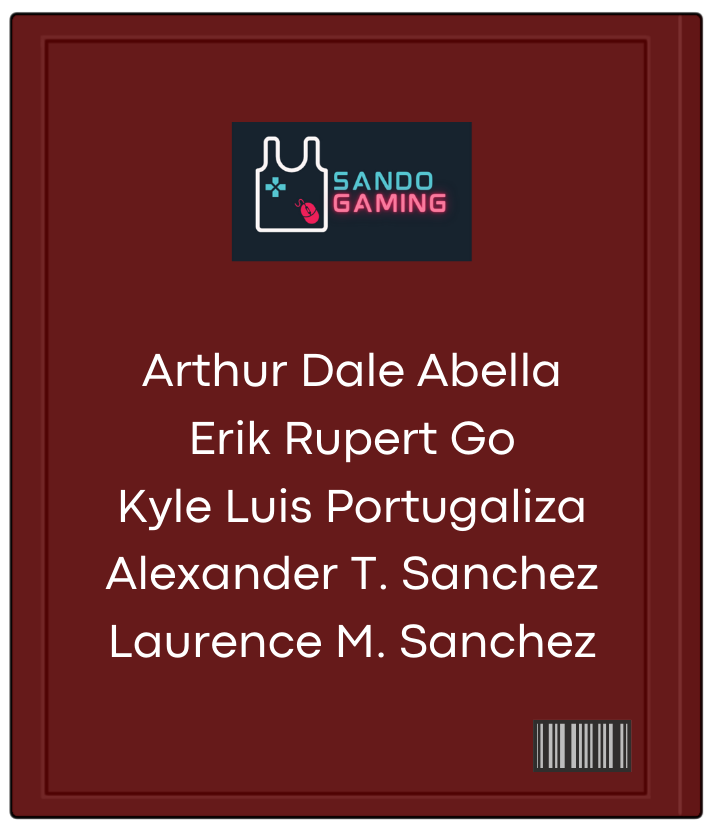 SANDO
GAMING
Arthur Dale Abella
Erik Rupert Go
Kyle Luis Portugaliza
Alexander T. Sanchez
Laurence M. Sanchez